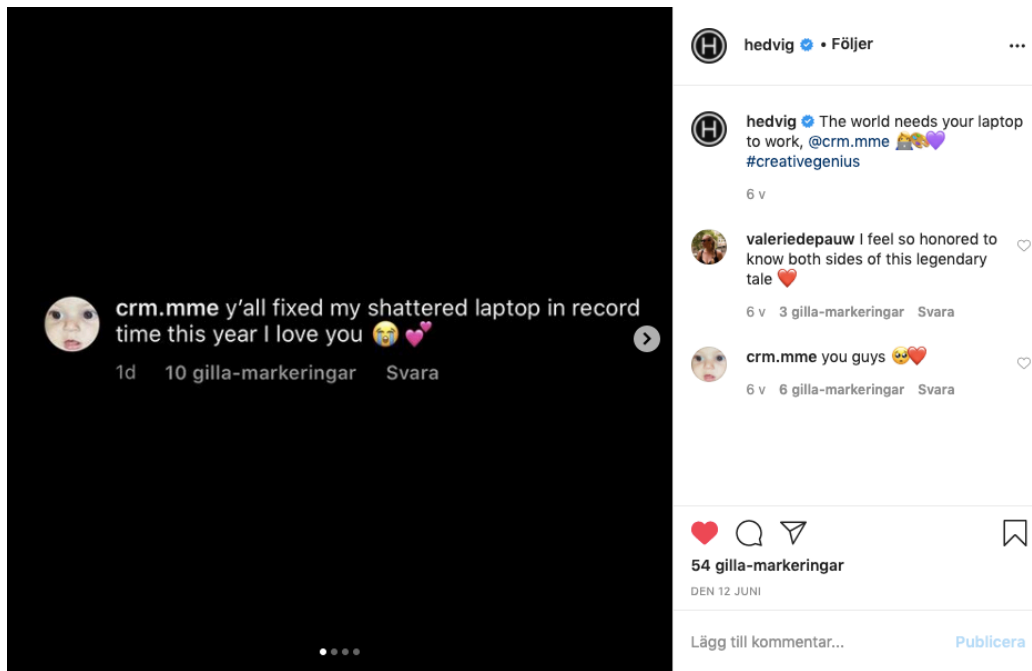 crm.mme y’all fixed my shattered laptop in record
time this year I love you 😭 💕
1d 10 gilla-markeringar Svara
H
hedvig • Följer
H
hedvig The world needs your laptop
to work, @crm.mme 👩‍💻🎨💜
#creativegenius
6 v
valeriedepauw I feel so honored to
know both sides of this legendary
tale ❤️
6 v 3 gilla-markeringar Svara
crm.mme you guys 🥺❤️
6 v 6 gilla-markeringar Svara
54 gilla-markeringar
DEN 12 JUNI
Lägg till kommentar... Publicera